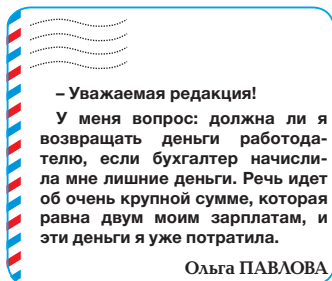 – Уважаемая редакция!
У меня вопрос: должна ли я
возвращать деньги работода-
телю, если бухгалтер начисли-
ла мне лишние деньги. Речь идет
об очень крупной сумме, которая
равна двум моим зарплатам, и
эти деньги я уже потратила.
Ольга ПАВЛОВА